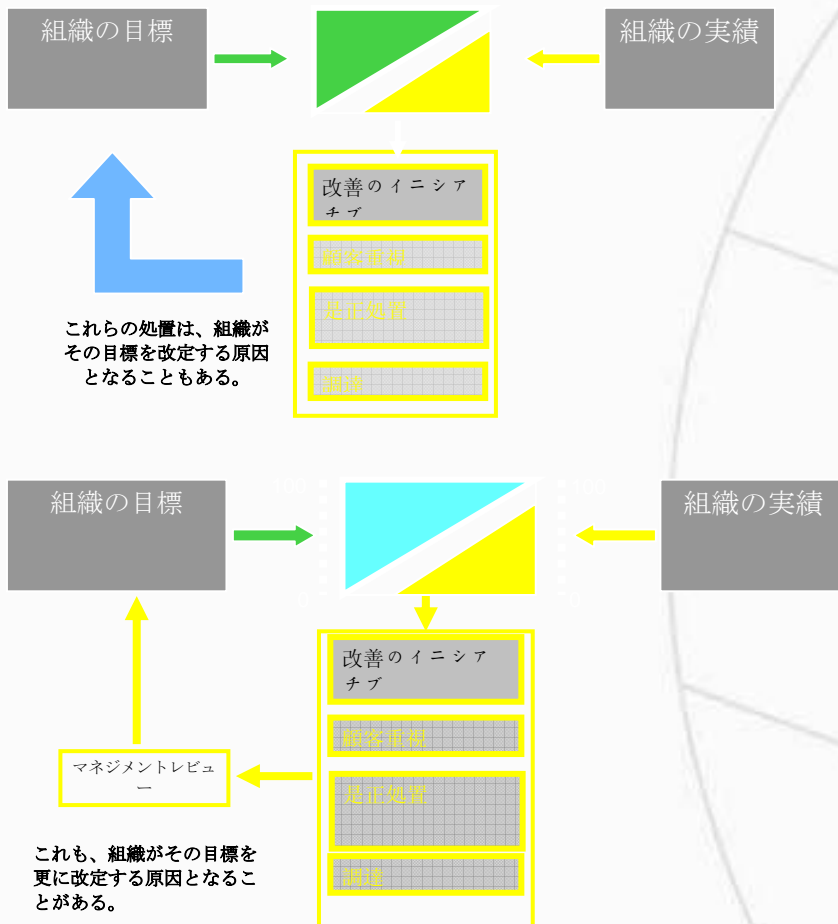 組織の目標
組織の実績
改善のイニシア
チブ
顧客重視
是正処置
調達
これらの処置は、組織が
その目標を改定する原因
となることもある。
組織の目標
100
100
組織の実績
0
0
改善のイニシア
チブ
顧客重視
是正処置
調達
マネジメントレビュ
ー
これも、組織がその目標を
更に改定する原因となるこ
とがある。